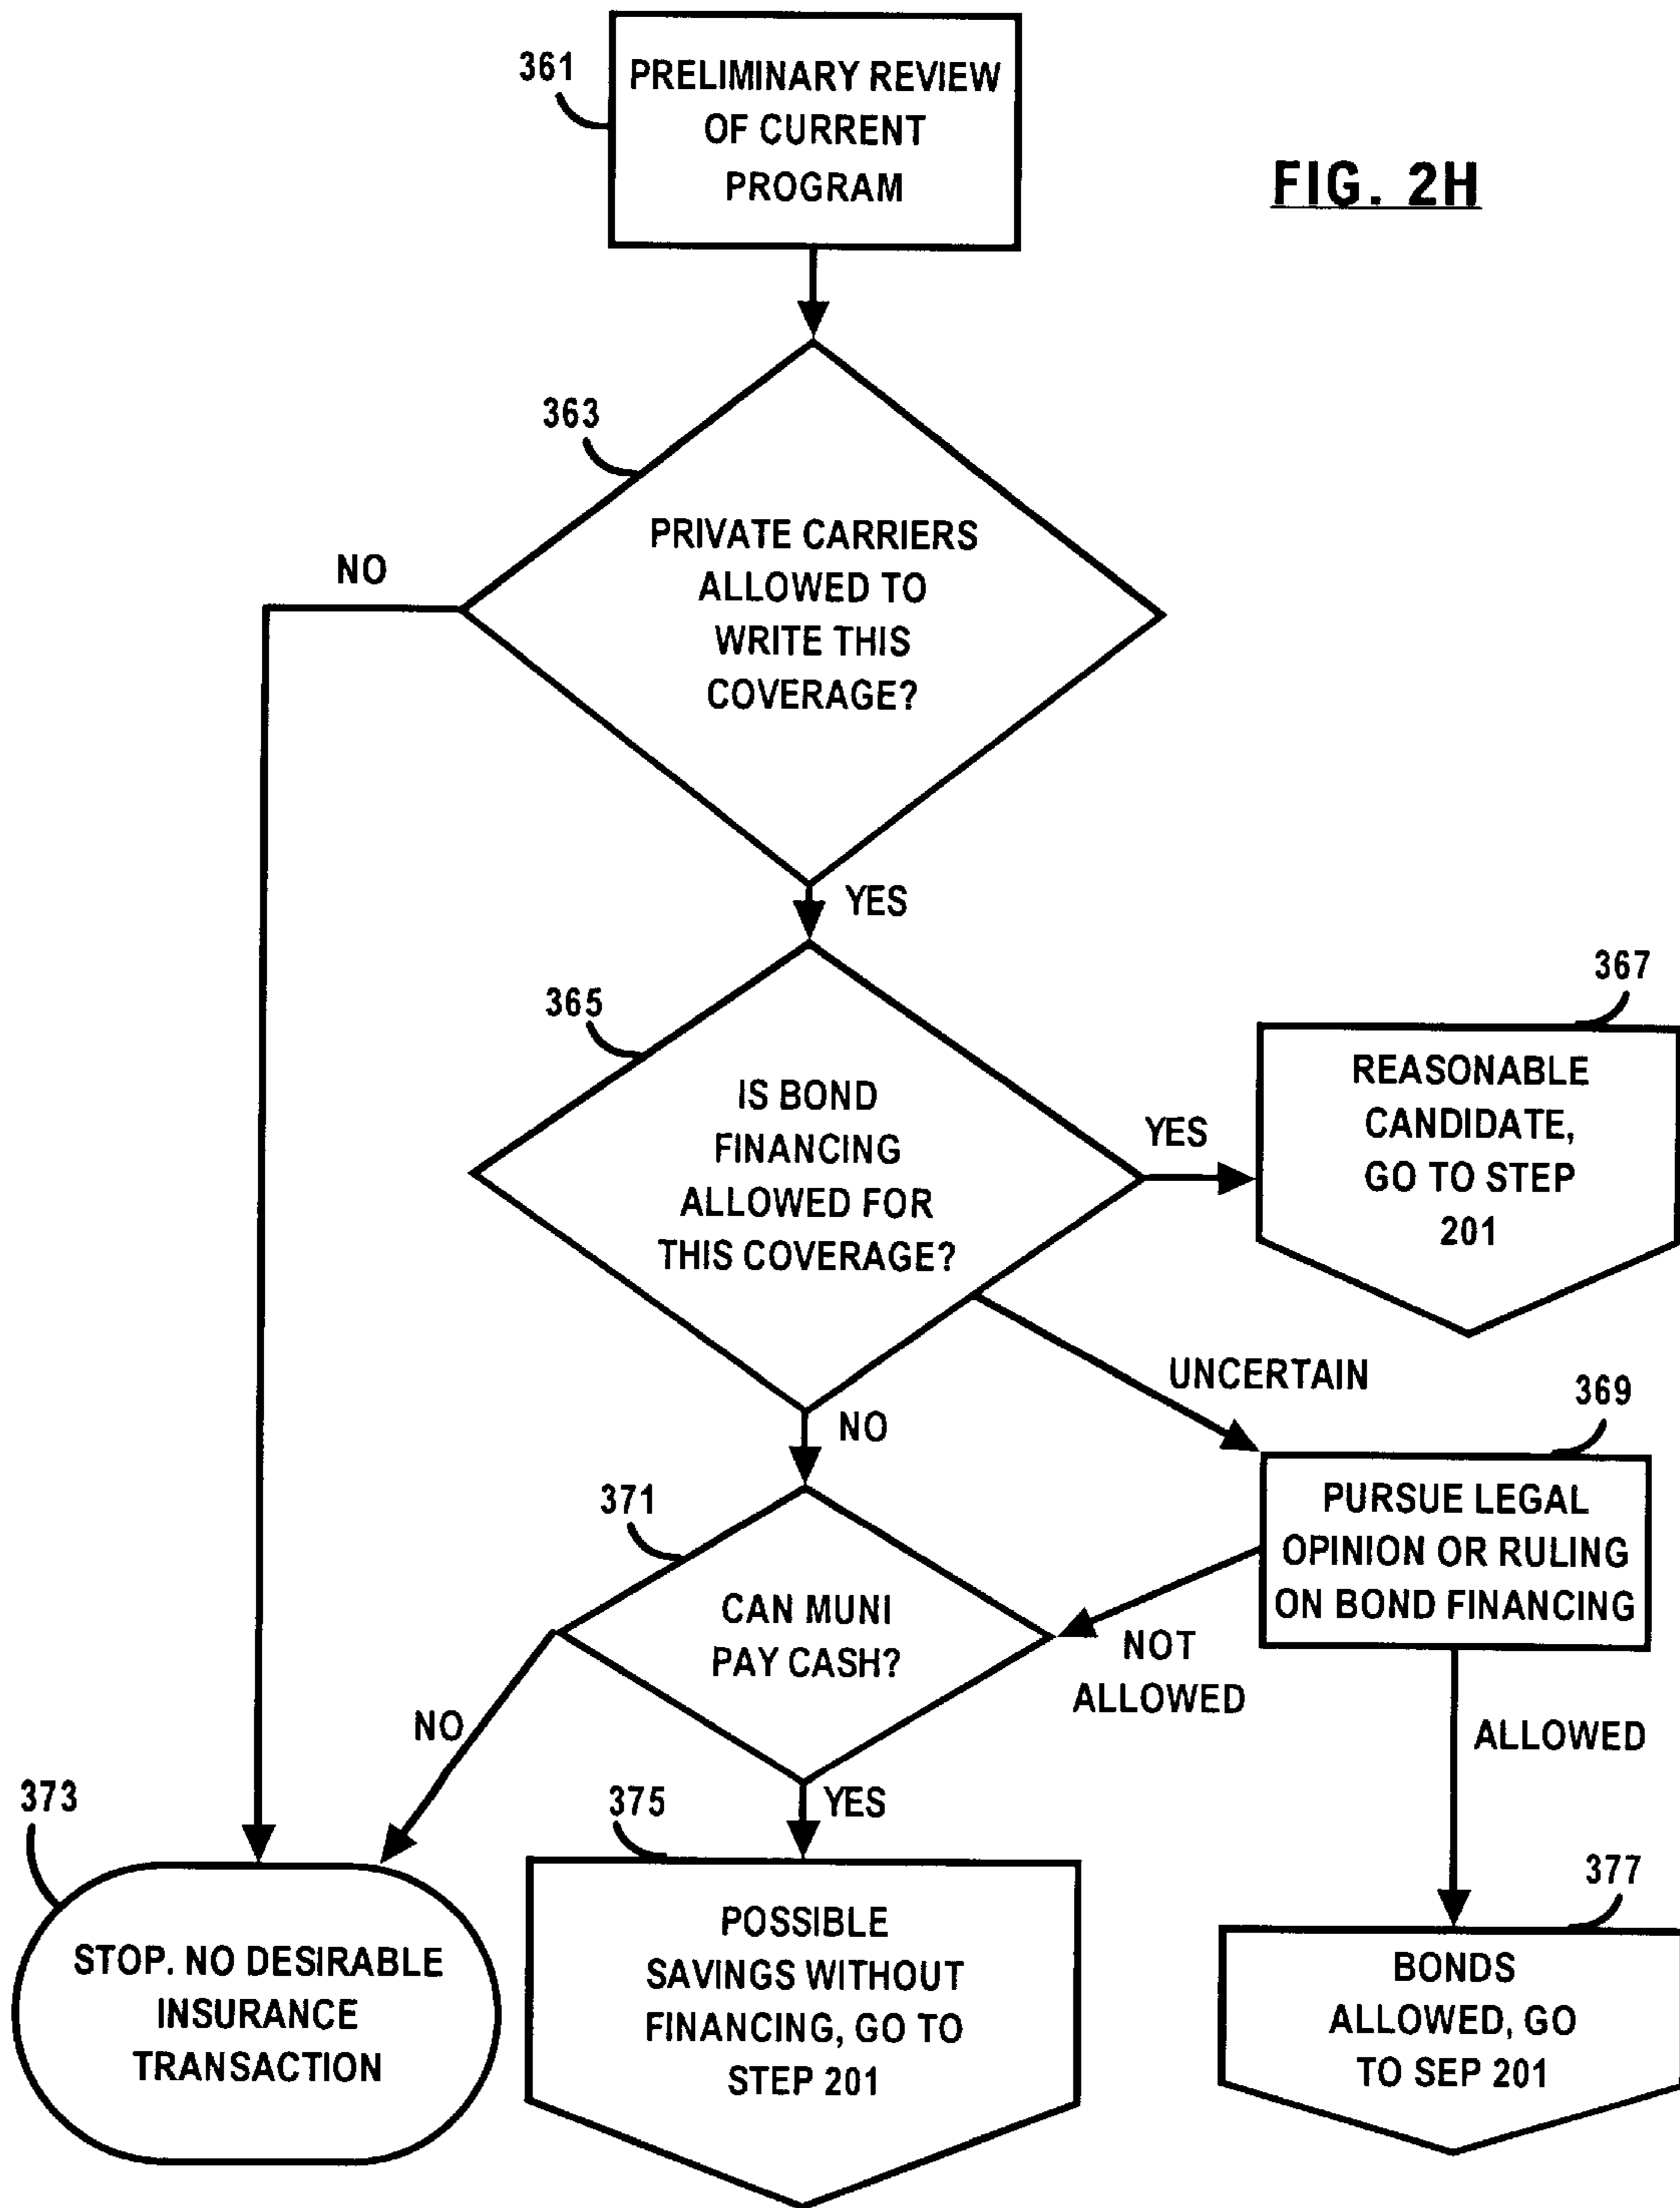 361
PRELIMINARY REVIEW
OF CURRENT
PROGRAM
FIG. 2H
363
PRIVATE CARRIERS
ALLOWED TO
WRITE THIS
COVERAGE?
NO
YES
365
IS BOND
FINANCING
ALLOWED FOR
THIS COVERAGE?
YES
367
REASONABLE
CANDIDATE,
GO TO STEP
201
UNCERTAIN
NO
369
PURSUE LEGAL
OPINION OR RULING
ON BOND FINANCING
371
CAN MUNI
PAY CASH?
NOT
ALLOWED
ALLOWED
NO
YES
373
STOP. NO DESIRABLE
INSURANCE
TRANSACTION
375
POSSIBLE
SAVINGS WITHOUT
FINANCING, GO TO
STEP 201
377
BONDS
ALLOWED, GO
TO SEP 201